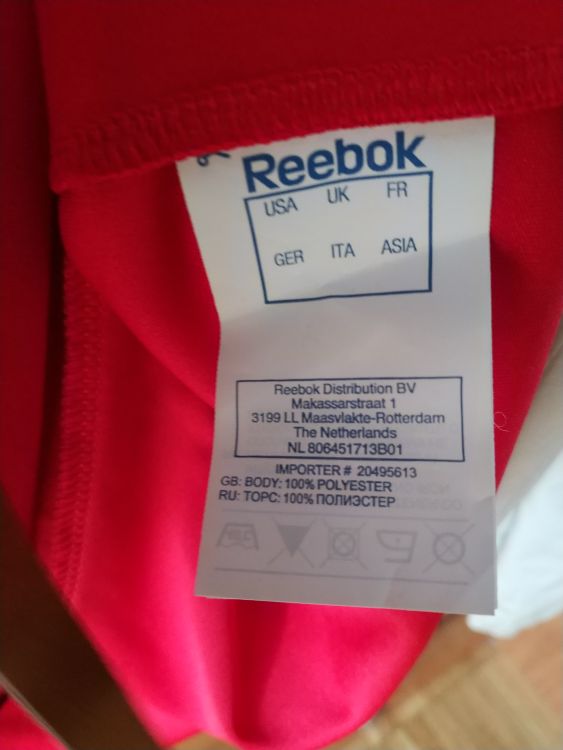 Reebok
USA UK FR
GER ITA ASIA
Reebok Distribution BV
Makassarstraat 1
3199 LL Maasvlakte-Rotterdam
The Netherlands
NL 806451713B01
IMPORTER # 20495613
GB: BODY: 100% POLYESTER
RU: ТОРС: 100% ПОЛИЭСТЕР